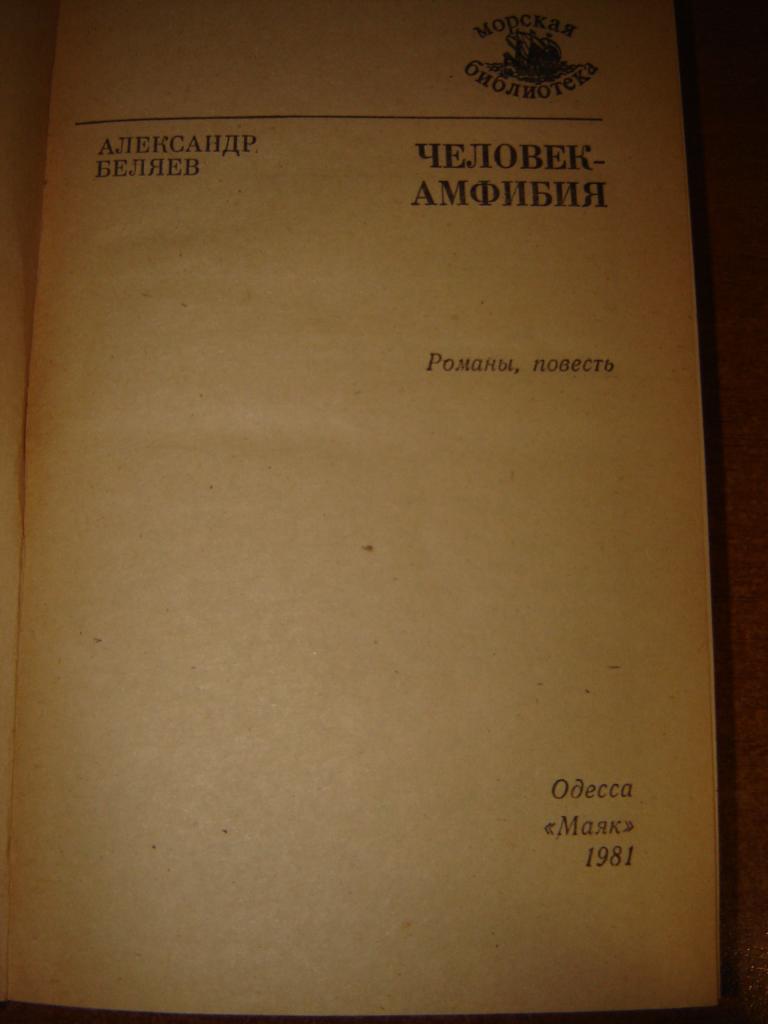 морская
библиотека
АЛЕКСАНДР
БЕЛЯЕВ
ЧЕЛОВЕК-
АМФИБИЯ
Романы, повесть
Одесса
«Маяк»
1981